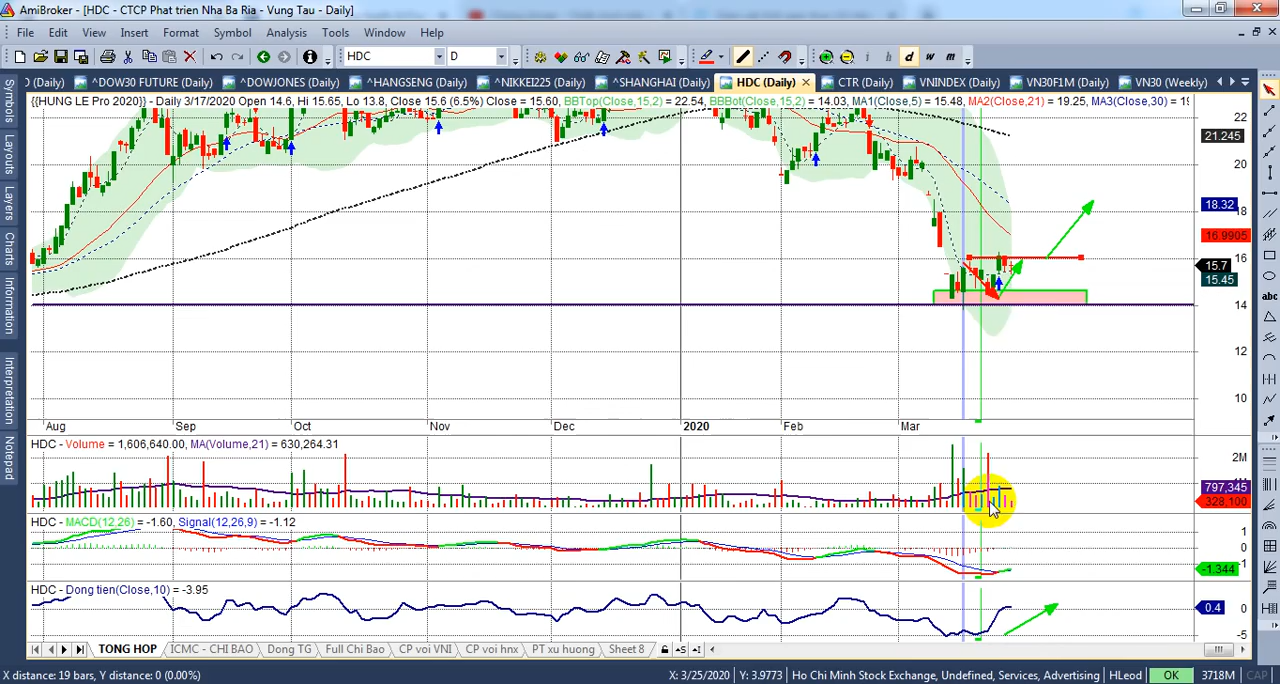 AmiBroker - [HDC - CTCP Phat trien Nha Ba Ria - Vung Tau - Daily]
File Edit View Insert Format Symbol Analysis Tools Window Help
HDC D i h d w m
) (Daily) ^DOW30 FUTURE (Daily) ^DOWJONES (Daily) ^HANGSENG (Daily) ^NIKKEI225 (Daily) ^SHANGHAI (Daily) HDC (Daily) CTR (Daily) VNINDEX (Daily) VN30F1M (Daily) VN30 (Weekly)
{{HUNG LE Pro 2020}} - Daily 3/17/2020 Open 14.6, Hi 15.65, Lo 13.8, Close 15.6 (6.5%) Close = 15.60, BBTop(Close,15,2) = 22.54, BBBot(Close,15,2) = 14.03, MA1(Close,5) = 15.48, MA2(Close,21) = 19.25, MA3(Close,30) = 19
Symbols
Layouts
Layers
Charts
Information
Interpretation
Notepad
22
21.245
20
18.32
18
16.9905
16
15.7
15.45
14
12
10
abc
Aug Sep Oct Nov Dec 2020 Feb Mar
HDC - Volume = 1,606,640.00, MA(Volume,21) = 630,264.31
2M
797,345
328,100
HDC - MACD(12,26) = -1.60, Signal(12,26,9) = -1.12
1
0
-1
-1.344
HDC - Dong tien(Close,10) = -3.95
0.4
0
-5
TONG HOP ICMC - CHI BAO Dong TG Full Chi Bao CP voi VNI CP voi hnx PT xu huong Sheet 8
X distance: 19 bars, Y distance: 0 (0.00%) X: 3/25/2020 Y: 3.9773 Ho Chi Minh Stock Exchange, Undefined, Services, Advertising HLeod OK 3718M CAP